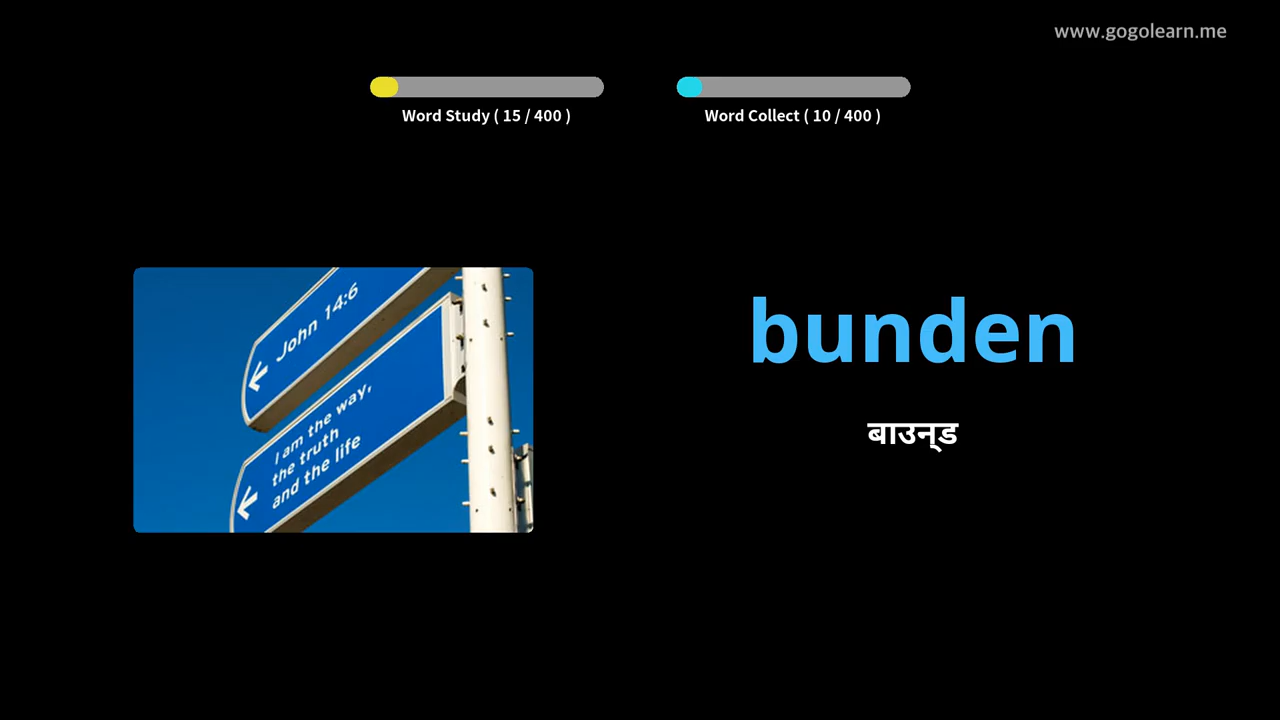 www.gogolearn.me
Word Study ( 15 / 400 )
Word Collect ( 10 / 400 )
John 14:6
I am the way,
the truth
and the life
bunden
बाउन्ड